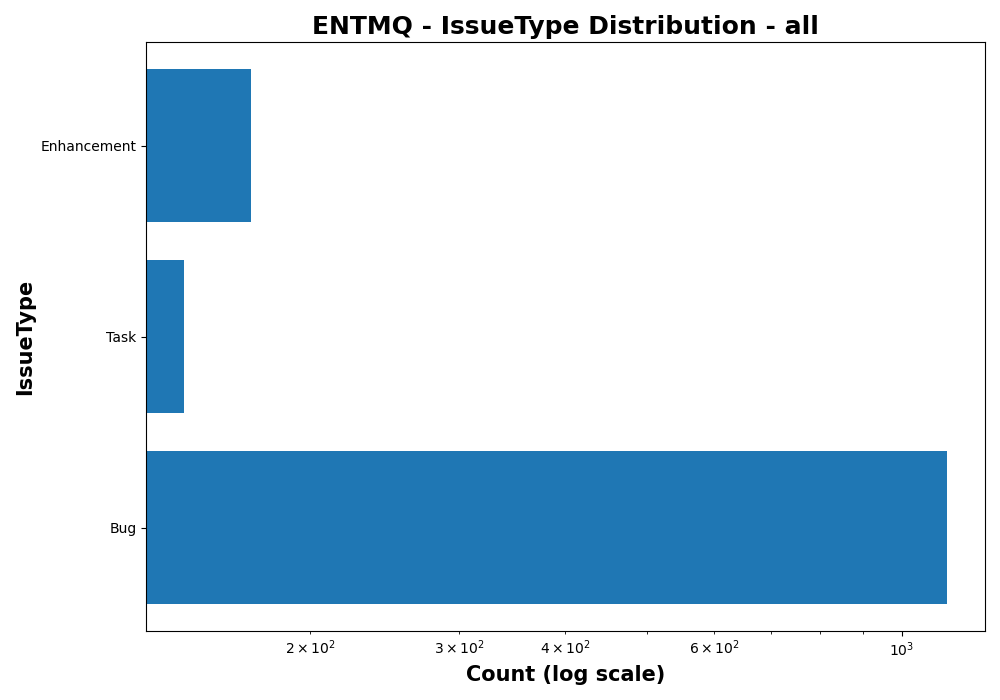 ENTMQ - IssueType Distribution - all
Enhancement
Task
Bug
IssueType
2 × 10² 3 × 10² 4 × 10² 6 × 10² 10³
Count (log scale)